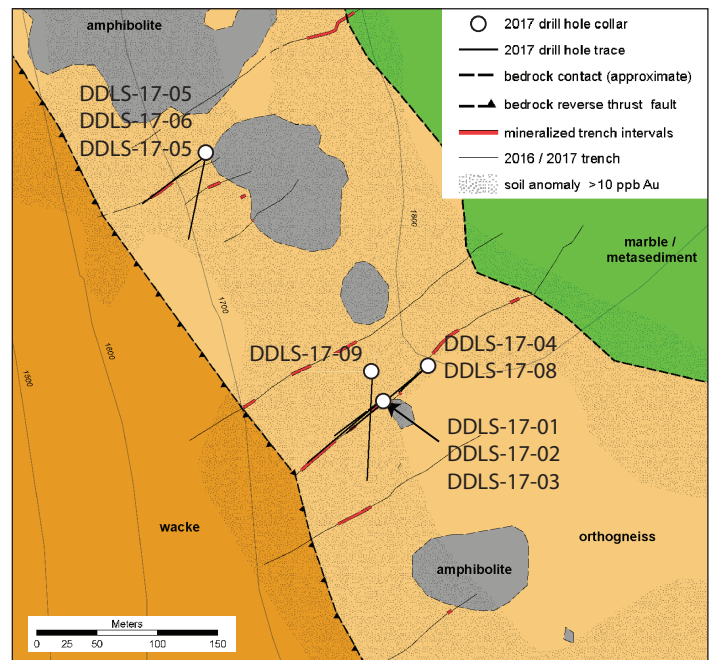 amphibolite
2017 drill hole collar
2017 drill hole trace
bedrock contact (approximate)
bedrock reverse thrust fault
mineralized trench intervals
2016 / 2017 trench
soil anomaly >10 ppb Au
DDLS-17-05
DDLS-17-06
DDLS-17-05
1800
marble /
metasediment
1700
1600
1500
DDLS-17-09
DDLS-17-04
DDLS-17-08
DDLS-17-01
DDLS-17-02
DDLS-17-03
wacke
orthogneiss
amphibolite
Meters
0 25 50 100 150